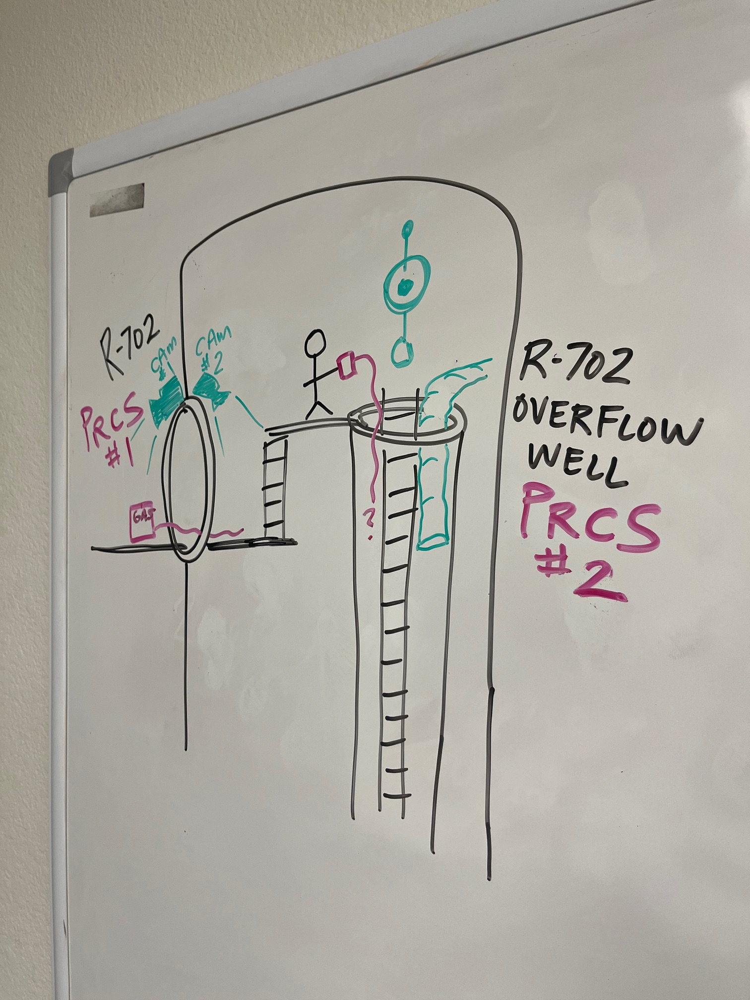 R-702
CAM
#1
CAM
#2
PRCS
#1
GAS
?
R-702
OVERFLOW
WELL
PRCS
#2